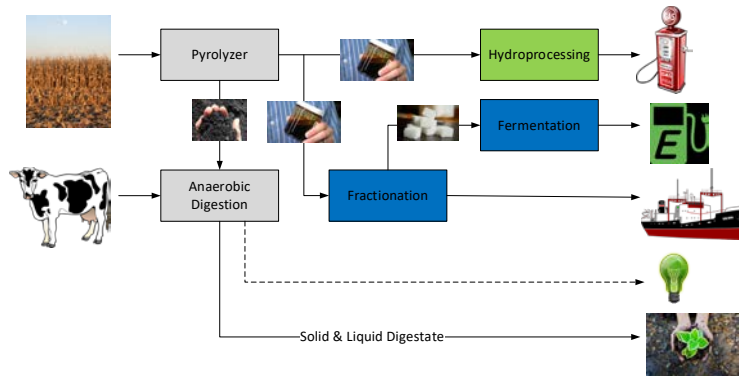 Pyrolyzer
Hydroprocessing
Fermentation
E
Anaerobic
Digestion
Fractionation
Solid & Liquid Digestate